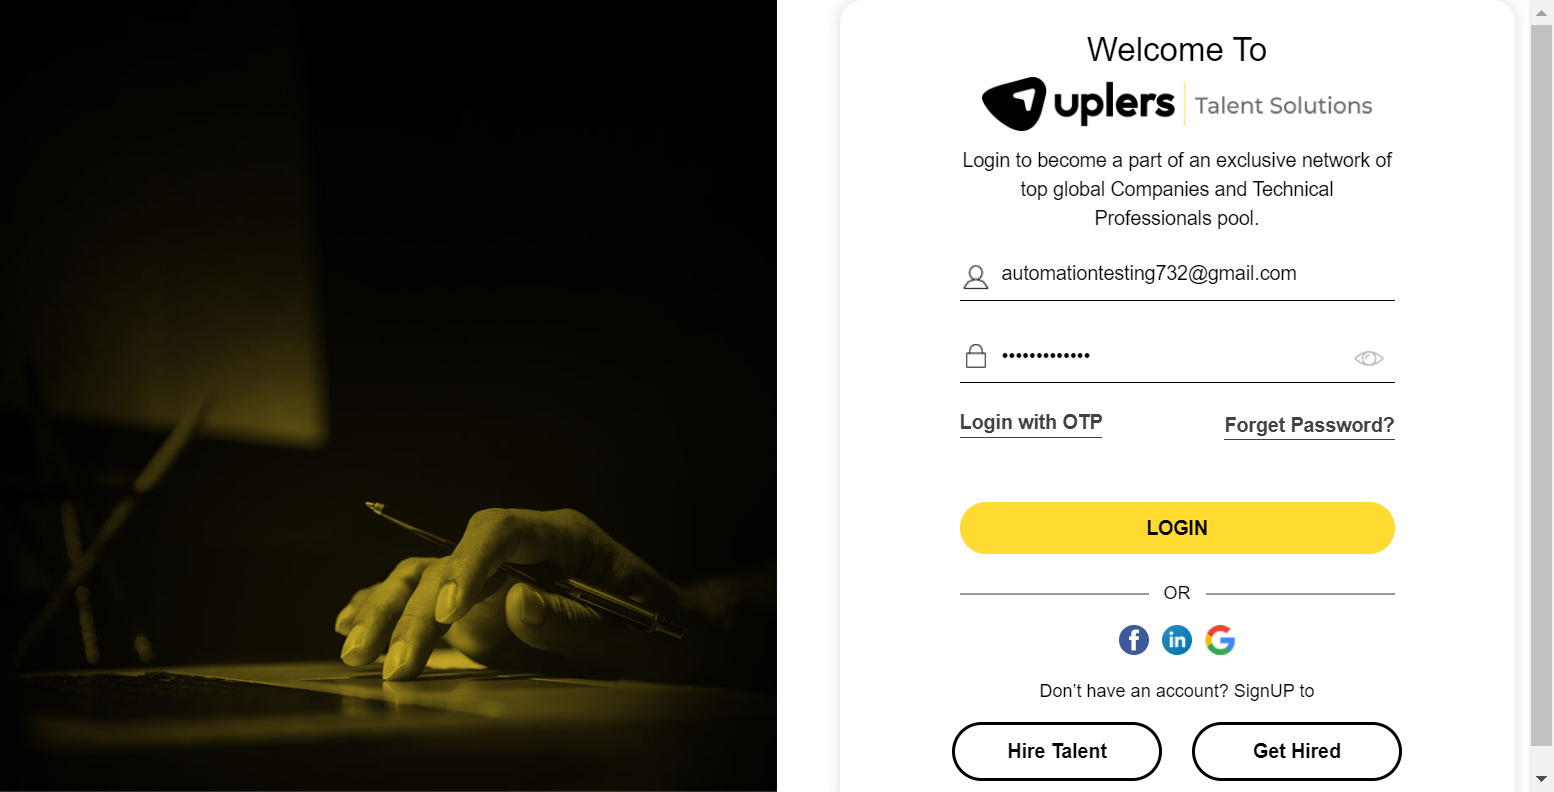 Welcome To
uplers Talent Solutions
Login to become a part of an exclusive network of
top global Companies and Technical
Professionals pool.
automationtesting732@gmail.com
•••••••••••••
Login with OTP
Forget Password?
LOGIN
OR
Don’t have an account? SignUP to
Hire Talent
Get Hired